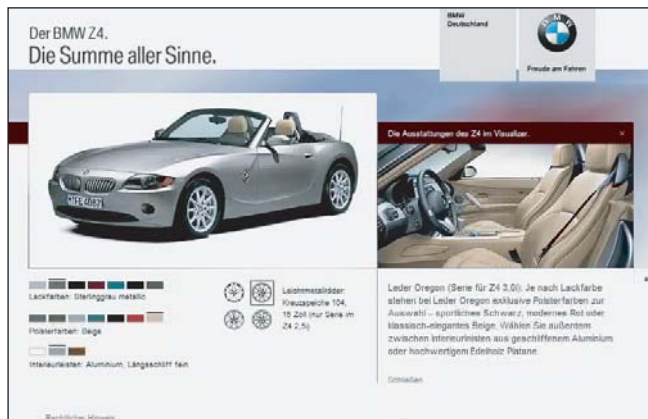 Der BMW Z4.
Die Summe aller Sinne.
BMW
Deutschland
BMW
Freude am Fahren
Die Ausstattungen des Z4 im Visualizer.
×
Lackfarben: Sterlinggrau metallic
Polsterfarben: Beige
Interieurleisten: Aluminium, Längsschliff fein
Leichtmetallräder:
Kreuzspeiche 104,
16 Zoll (nur Serie im
Z4 2,5i)
Leder Oregon (Serie für Z4 3,0i): Je nach Lackfarbe
stehen bei Leder Oregon exklusive Polsterfarben zur
Auswahl – sportliches Schwarz, modernes Rot oder
klassisch-elegantes Beige. Wählen Sie außerdem
zwischen Interieurleisten aus geschliffenem Aluminium
oder hochwertigem Edelholz Platane.
Schließen
Rechtlicher Hinweis